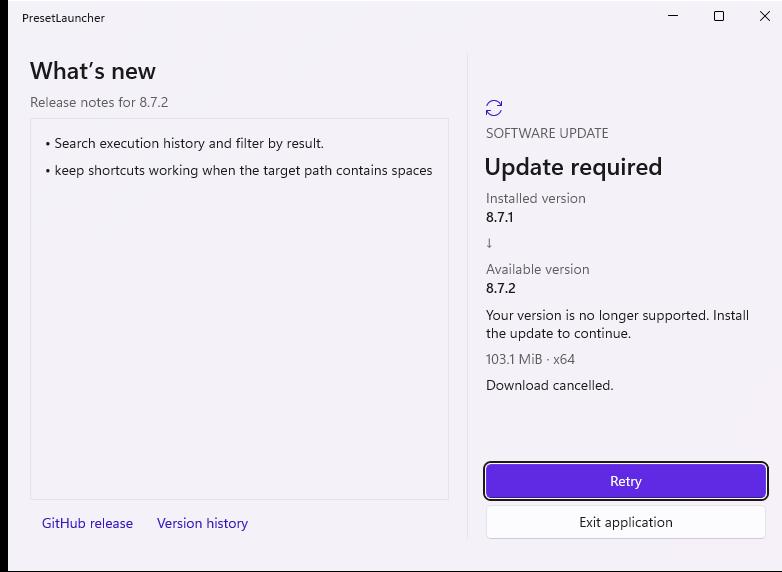 PresetLauncher
What's new
Release notes for 8.7.2
• Search execution history and filter by result.
• keep shortcuts working when the target path contains spaces
GitHub release
Version history
SOFTWARE UPDATE
Update required
Installed version
8.7.1
↓
Available version
8.7.2
Your version is no longer supported. Install
the update to continue.
103.1 MiB · x64
Download cancelled.
Retry
Exit application